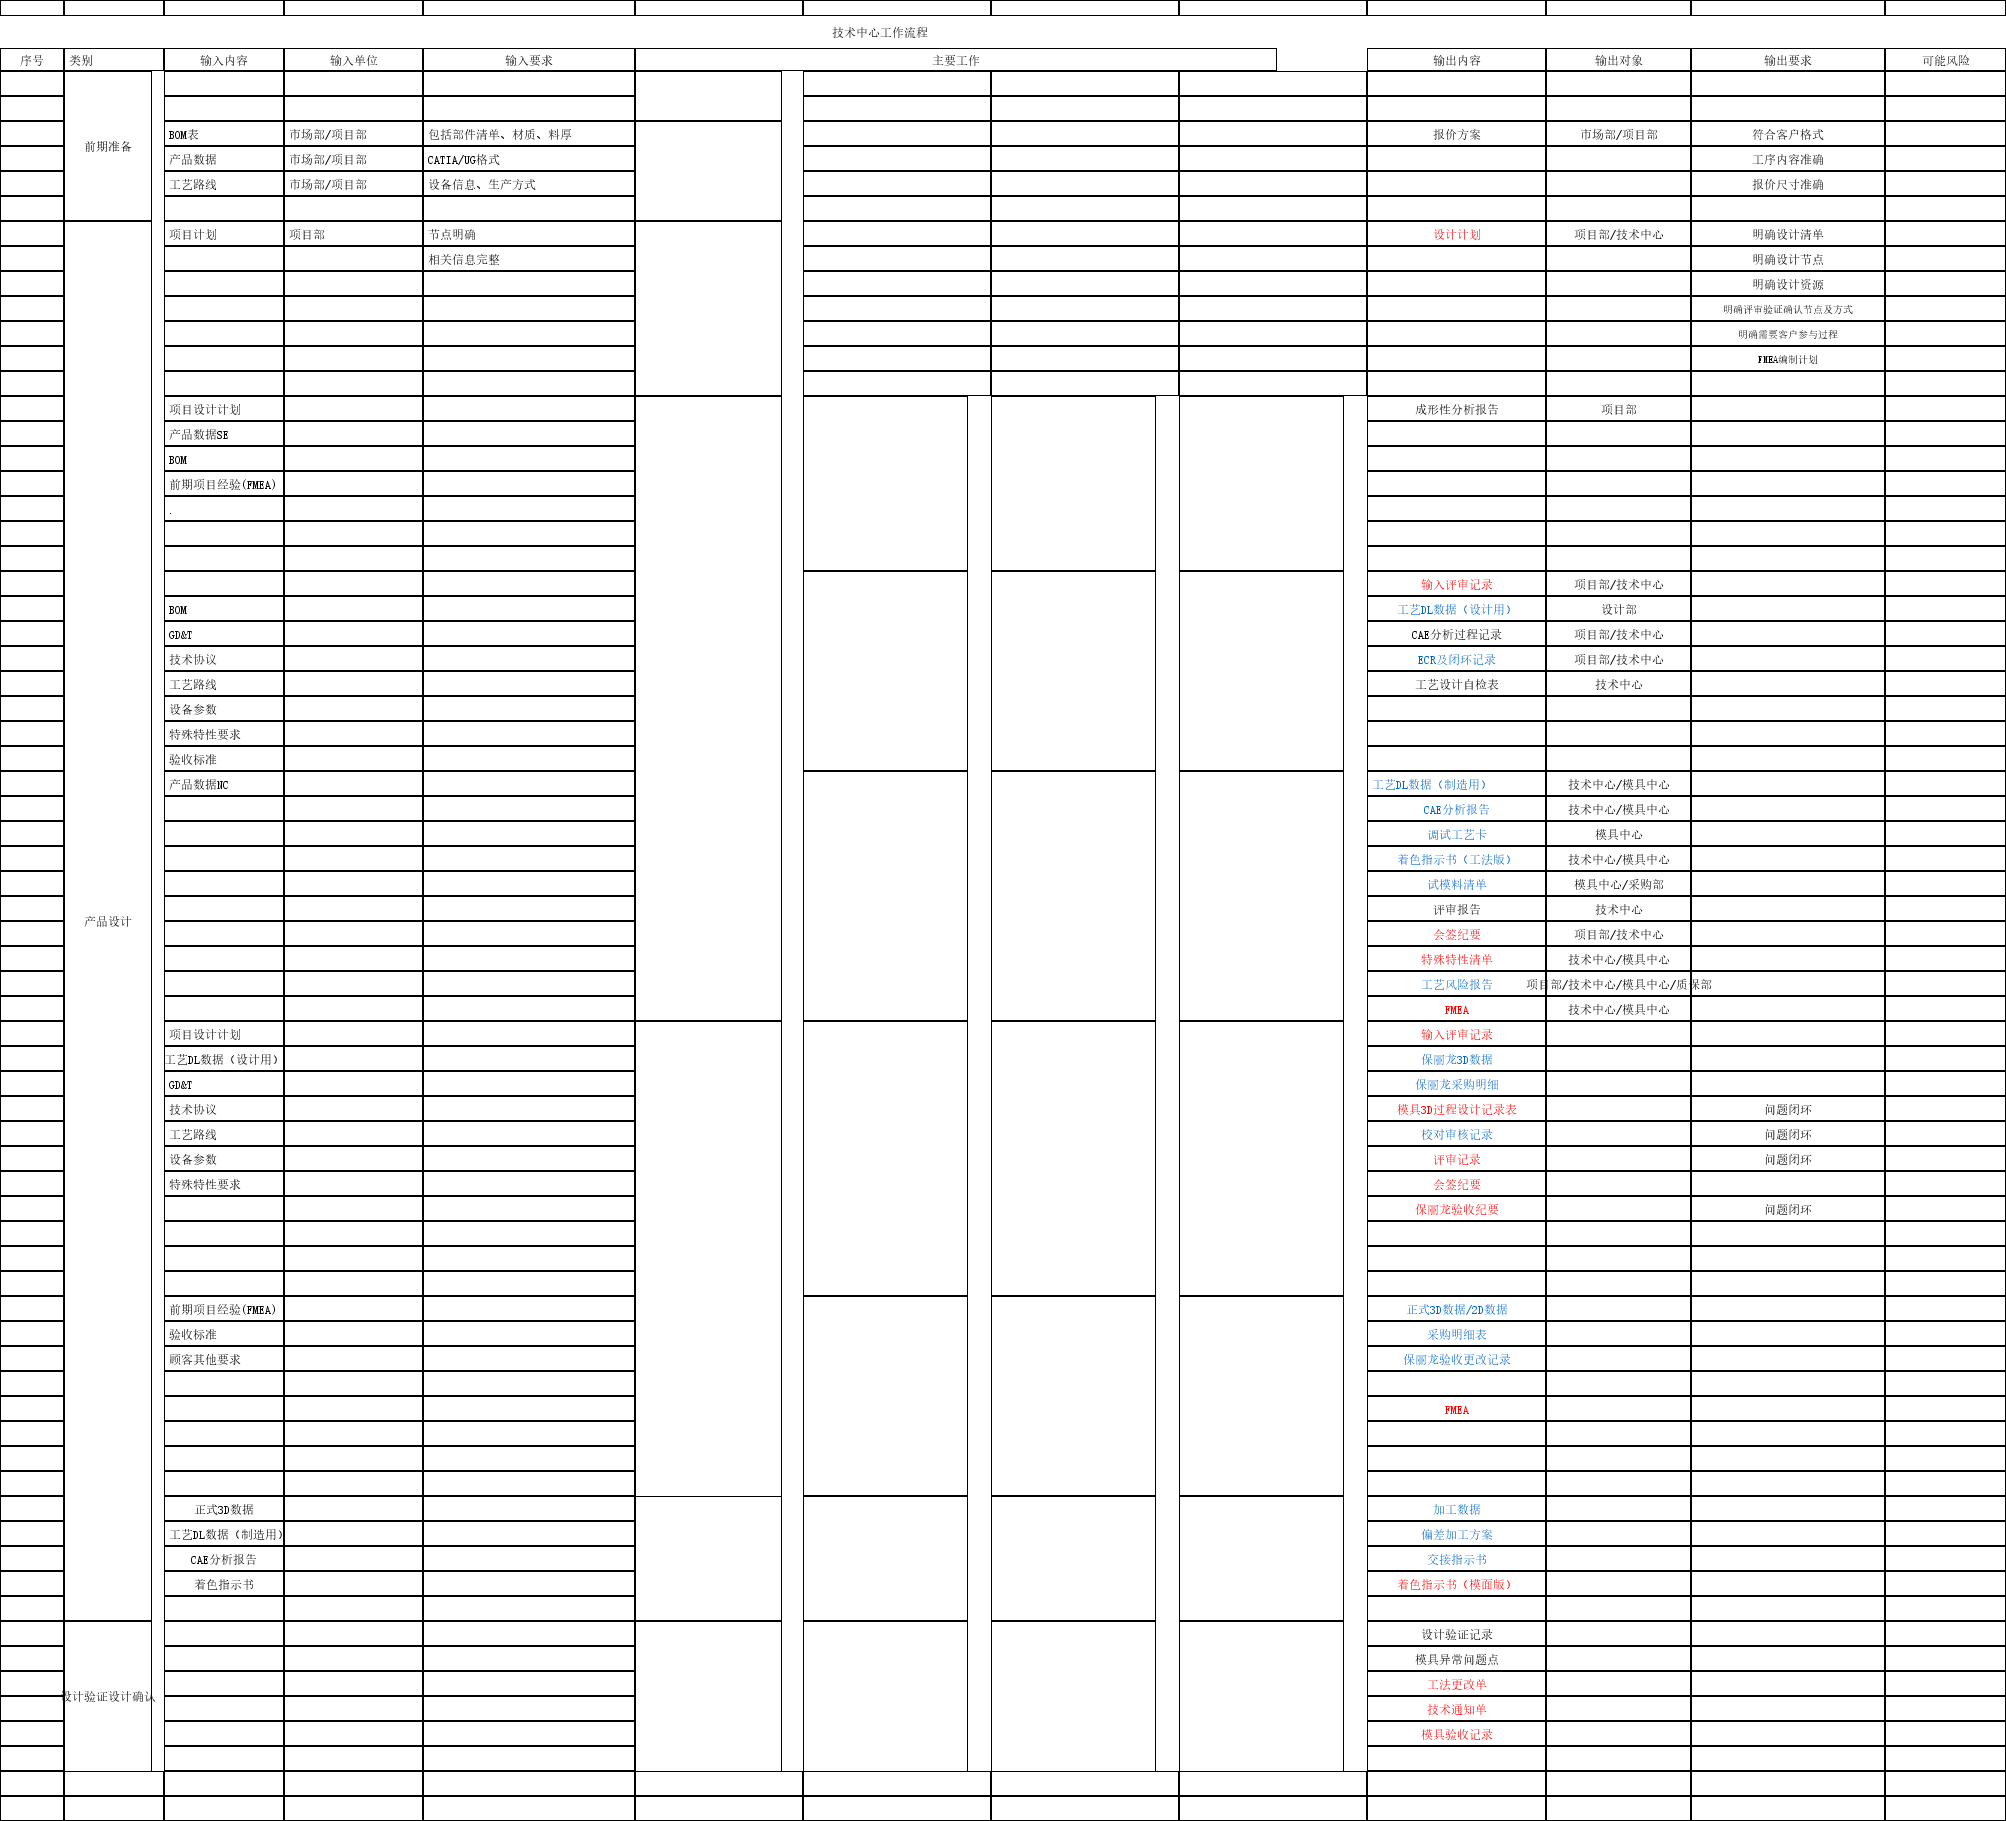 技术中心工作流程
序号 类别 输入内容 输入单位 输入要求 主要工作 输出内容 输出对象 输出要求 可能风险
BOM表 市场部/项目部 包括部件清单、材质、料厚 报价方案 市场部/项目部 符合客户格式
前期准备
产品数据 市场部/项目部 CATIA/UG格式 工序内容准确
工艺路线 市场部/项目部 设备信息、生产方式 报价尺寸准确
项目计划 项目部 节点明确 设计计划 项目部/技术中心 明确设计清单
相关信息完整 明确设计节点
明确设计资源
明确评审验证确认节点及方式
明确需要客户参与过程
FMEA编制计划
项目设计计划 成形性分析报告 项目部
产品数据SE
BOM
前期项目经验(FMEA)
.
输入评审记录 项目部/技术中心
BOM 工艺DL数据（设计用） 设计部
GD&T CAE分析过程记录 项目部/技术中心
技术协议 ECR及闭环记录 项目部/技术中心
工艺路线 工艺设计自检表 技术中心
设备参数
特殊特性要求
验收标准
产品数据NC 工艺DL数据（制造用） 技术中心/模具中心
CAE分析报告 技术中心/模具中心
调试工艺卡 模具中心
着色指示书（工法版） 技术中心/模具中心
试模料清单 模具中心/采购部
评审报告 技术中心
产品设计
会签纪要 项目部/技术中心
特殊特性清单 技术中心/模具中心
工艺风险报告 项目部/技术中心/模具中心/质保部
FMEA 技术中心/模具中心
项目设计计划 输入评审记录
工艺DL数据（设计用） 保丽龙3D数据
GD&T 保丽龙采购明细
技术协议 模具3D过程设计记录表 问题闭环
工艺路线 校对审核记录 问题闭环
设备参数 评审记录 问题闭环
特殊特性要求 会签纪要
保丽龙验收纪要 问题闭环
前期项目经验(FMEA) 正式3D数据/2D数据
验收标准 采购明细表
顾客其他要求 保丽龙验收更改记录
FMEA
正式3D数据 加工数据
工艺DL数据（制造用） 偏差加工方案
CAE分析报告 交接指示书
着色指示书 着色指示书（模面版）
设计验证记录
模具异常问题点
工法更改单
设计验证设计确认
技术通知单
模具验收记录